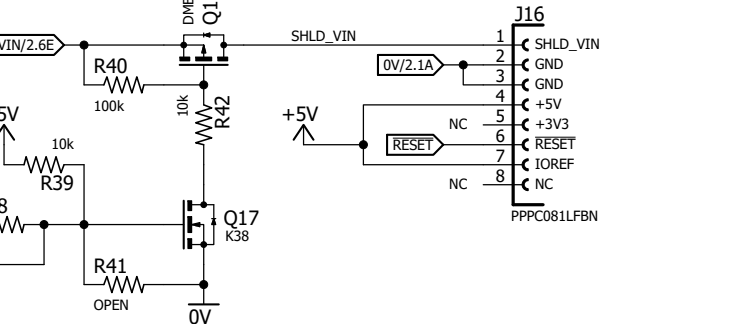 J16
DME
Q1
VIN/2.6E
SHLD_VIN
1
SHLD_VIN
R40
0V/2.1A
2
GND
3
GND
100k
10k
R42
4
+5V
5V
+5V
NC
5
+3V3
10k
RESET
6
RESET
R39
7
IOREF
NC
8
NC
8
Q17
PPPC081LFBN
K38
R41
OPEN
0V